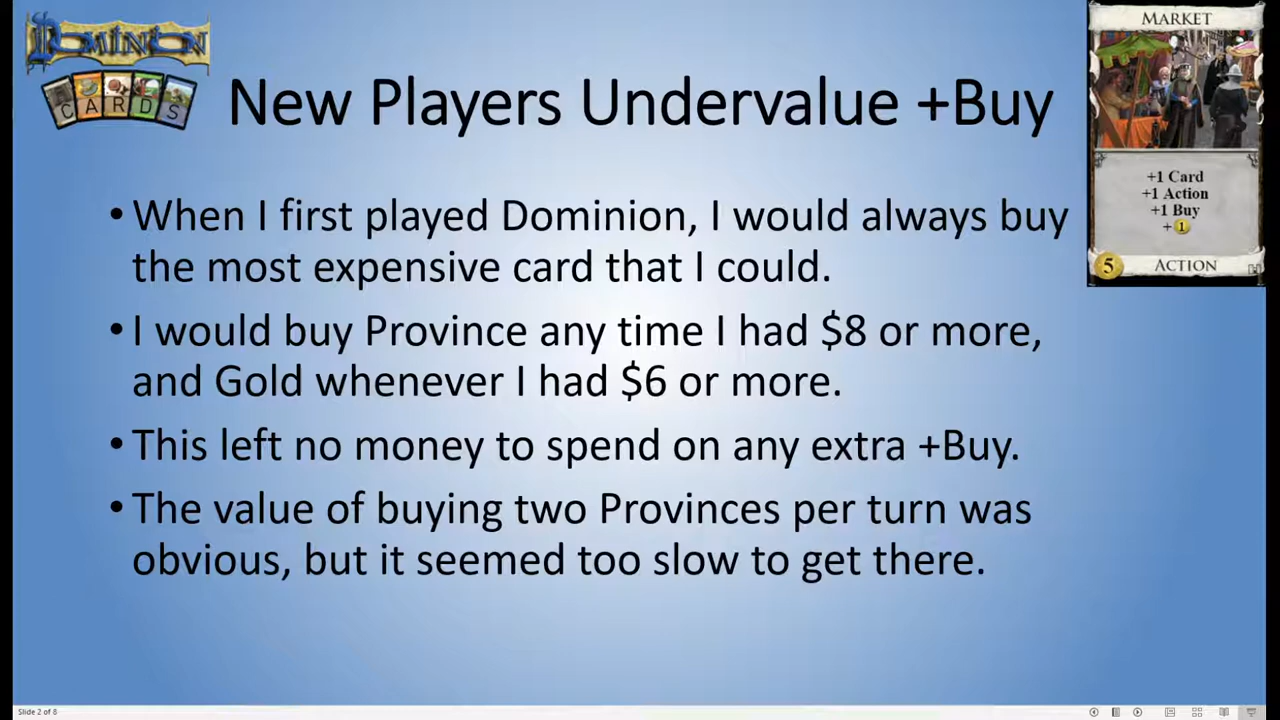 DOMINION
CARDS
New Players Undervalue +Buy
MARKET
+1 Card
+1 Action
+1 Buy
+ 1
5 ACTION
• When I first played Dominion, I would always buy
the most expensive card that I could.
• I would buy Province any time I had $8 or more,
and Gold whenever I had $6 or more.
• This left no money to spend on any extra +Buy.
• The value of buying two Provinces per turn was
obvious, but it seemed too slow to get there.
Slide 2 of 8